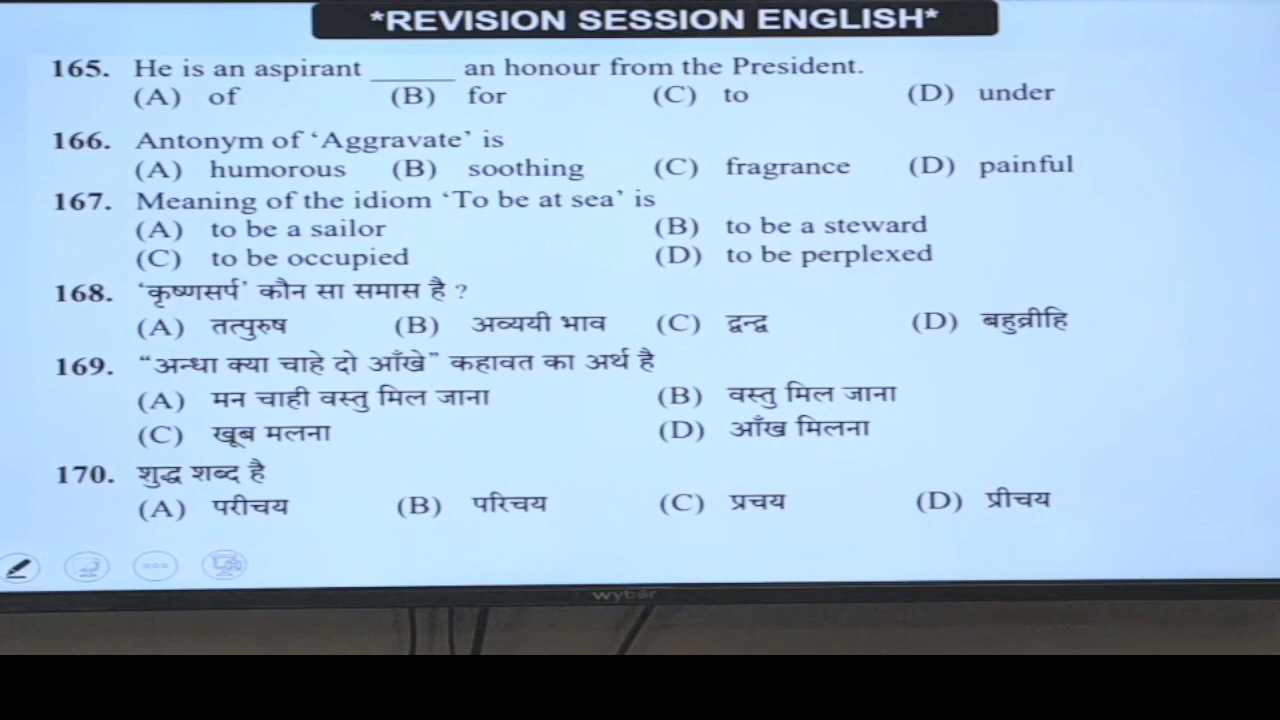 *REVISION SESSION ENGLISH*
165. He is an aspirant ______ an honour from the President.
(A) of (B) for (C) to (D) under
166. Antonym of ‘Aggravate’ is
(A) humorous (B) soothing (C) fragrance (D) painful
167. Meaning of the idiom ‘To be at sea’ is
(A) to be a sailor (B) to be a steward
(C) to be occupied (D) to be perplexed
168. ‘कृष्णसर्प’ कौन सा समास है ?
(A) तत्पुरुष (B) अव्ययी भाव (C) द्वन्द्व (D) बहुव्रीहि
169. “अन्धा क्या चाहे दो आँखे” कहावत का अर्थ है
(A) मन चाही वस्तु मिल जाना (B) वस्तु मिल जाना
(C) खूब मलना (D) आँख मिलना
170. शुद्ध शब्द है
(A) परीचय (B) परिचय (C) प्रचय (D) प्रीचय
wybor